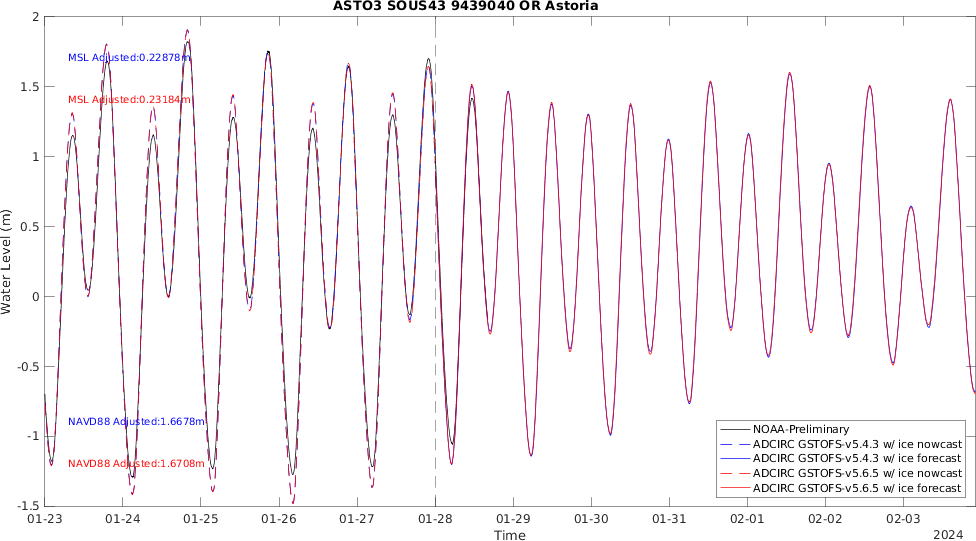 ASTO3 SOUS43 9439040 OR Astoria
2
1.5
1
0.5
0
-0.5
-1
-1.5
Water Level (m)
MSL Adjusted:0.22878m
MSL Adjusted:0.23184m
NAVD88 Adjusted:1.6678m
NAVD88 Adjusted:1.6708m
NOAA-Preliminary
ADCIRC GSTOFS-v5.4.3 w/ ice nowcast
ADCIRC GSTOFS-v5.4.3 w/ ice forecast
ADCIRC GSTOFS-v5.6.5 w/ ice nowcast
ADCIRC GSTOFS-v5.6.5 w/ ice forecast
01-23 01-24 01-25 01-26 01-27 01-28 01-29 01-30 01-31 02-01 02-02 02-03
Time
2024